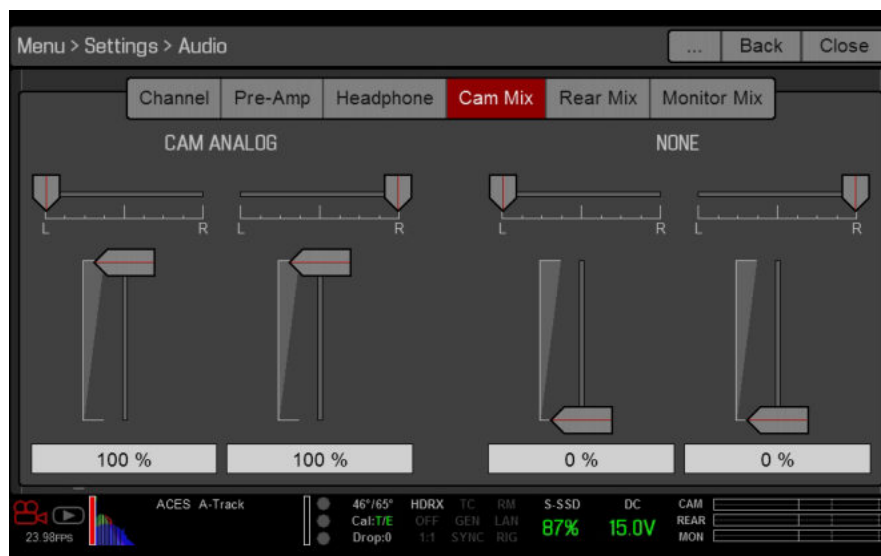 Menu > Settings > Audio ... Back Close
Channel Pre-Amp Headphone Cam Mix Rear Mix Monitor Mix
CAM ANALOG NONE
L R L R L R L R
100 % 100 % 0 % 0 %
ACES A-Track 46°/65° HDRX TC RM S-SSD DC CAM
Cal:T/E OFF GEN LAN 87% 15.0V REAR
23.98FPS Drop:0 1:1 SYNC RIG MON